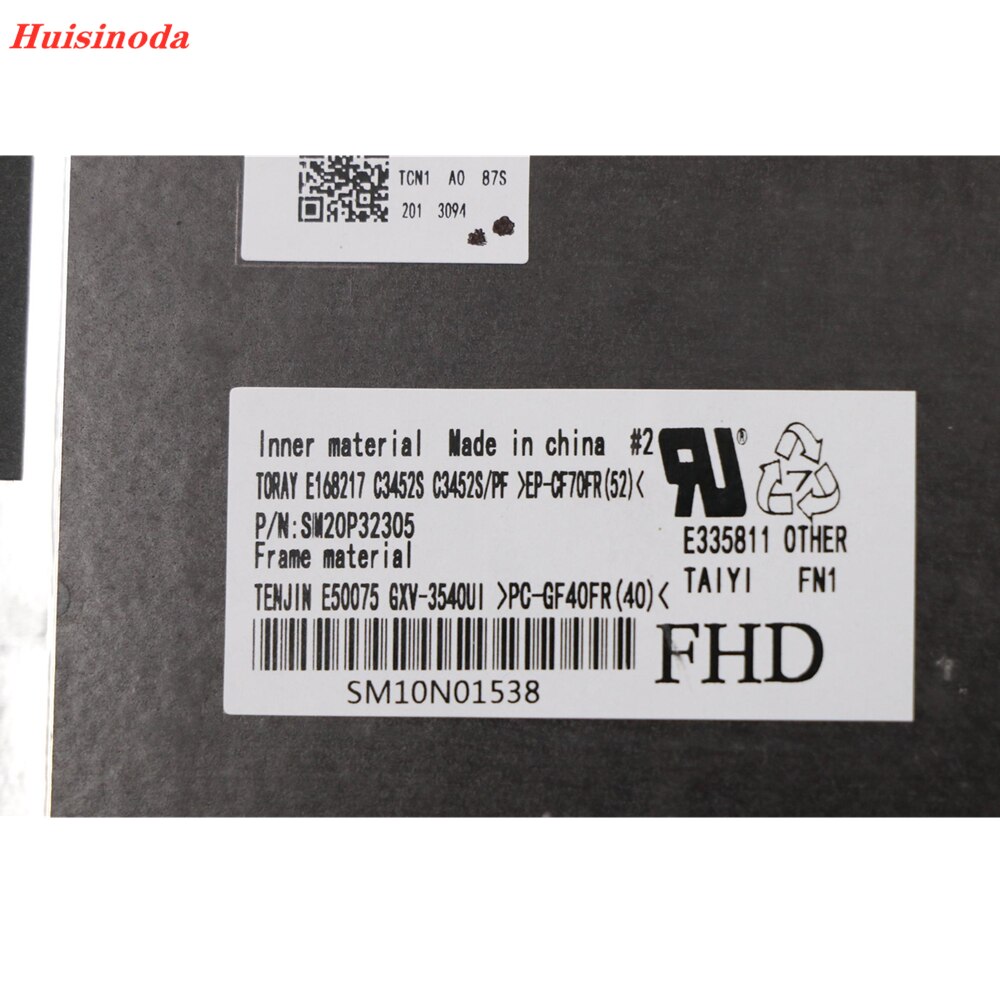 Huisinoda
TCN1 A0 87S
201 3094
Inner material Made in china #2
TORAY E168217 C3452S C3452S/PF >EP-CF70FR(52)<
P/N:SM20P32305
Frame material
TENJIN E50075 GXV-3540UI >PC-GF40FR(40)<
SM10N01538
RU ®
E335811 OTHER
TAIYI FN1
FHD